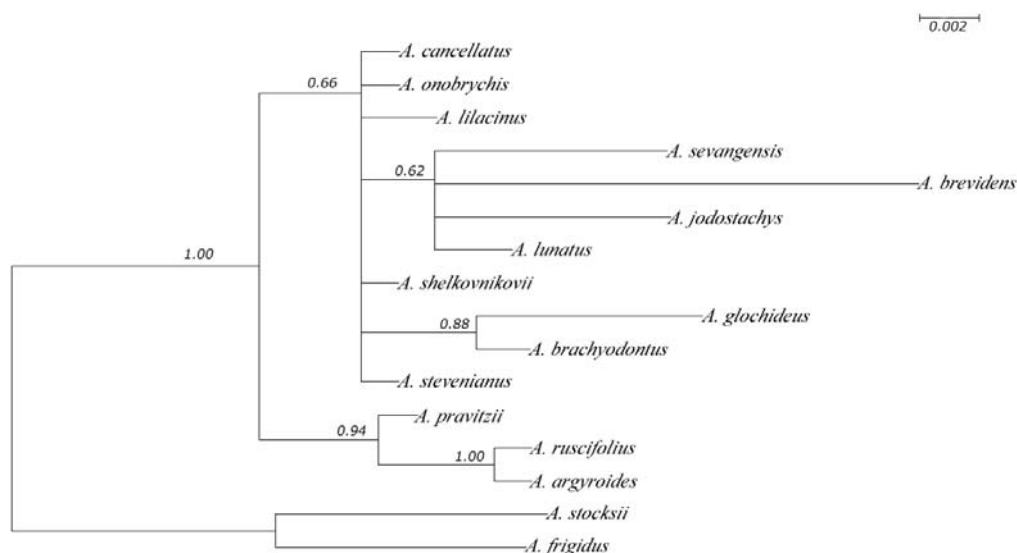 0.002
A. cancellatus
0.66
A. onobrychis
A. lilacinus
A. sevangensis
0.62
A. brevidens
A. jodostachys
1.00
A. lunatus
A. shelkovnikovii
A. glochideus
0.88
A. brachyodontus
A. stevenianus
A. pravitzii
0.94
A. ruscifolius
1.00
A. argyroides
A. stocksii
A. frigidus